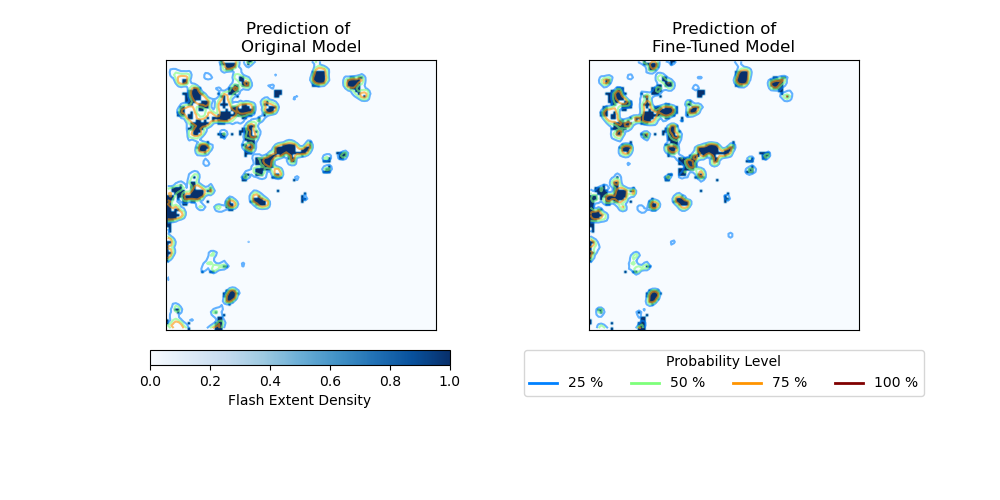 Prediction of
Original Model
Prediction of
Fine-Tuned Model
0.0 0.2 0.4 0.6 0.8 1.0
Flash Extent Density
Probability Level
25 % 50 % 75 % 100 %